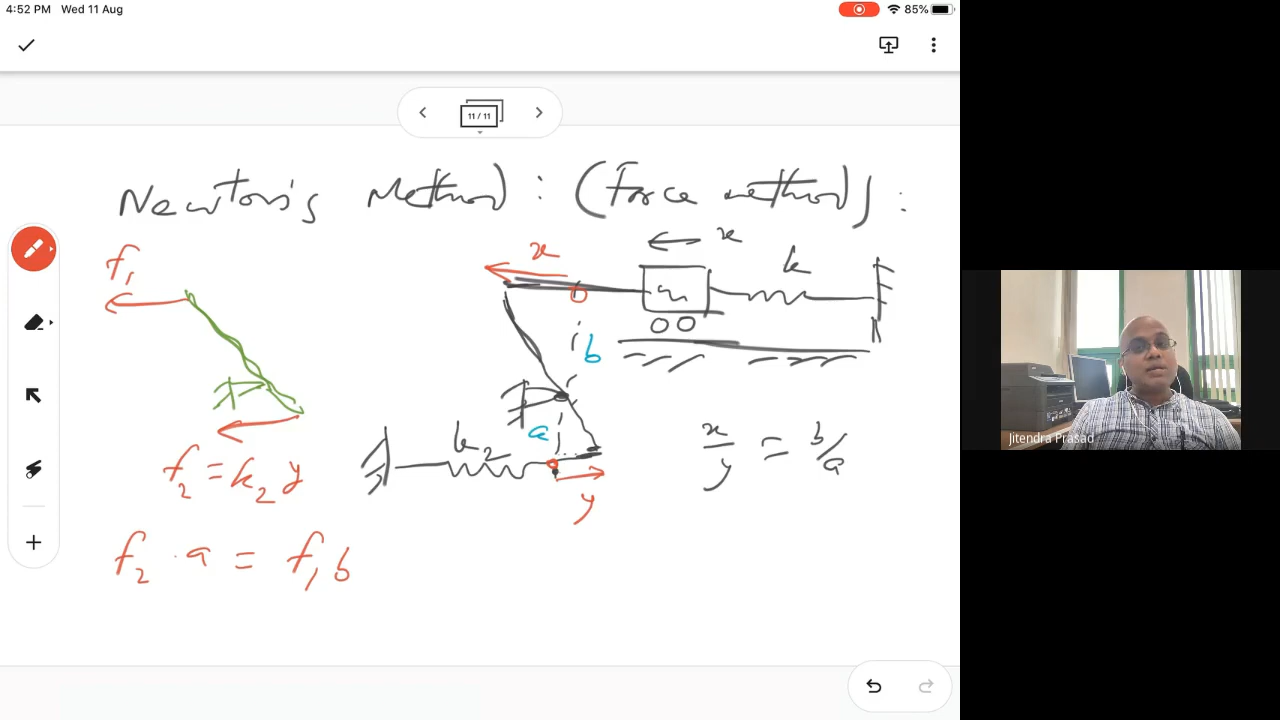 4:52 PM Wed 11 Aug
85%
11 / 11
Newton's Method : (Force method) :
f₁
x
x
k
m
b
a
k₂
y
x/y = b/a
f₂ = k₂ y
f₂ · a = f₁ b
Jitendra Prasad